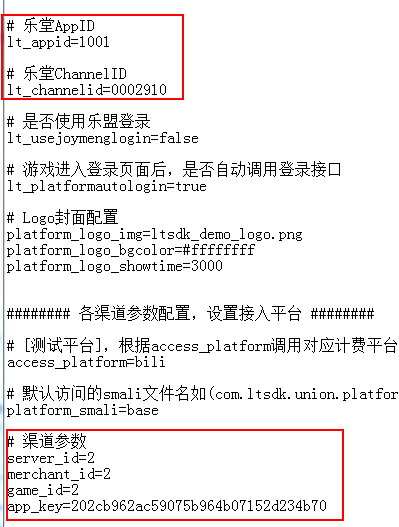 # 乐堂AppID
lt_appid=1001
# 乐堂ChannelID
lt_channelid=0002910
# 是否使用乐盟登录
lt_usejoymenglogin=false
# 游戏进入登录页面后，是否自动调用登录接口
lt_platformautologin=true
# Logo封面配置
platform_logo_img=ltsdk_demo_logo.png
platform_logo_bgcolor=#ffffffff
platform_logo_showtime=3000
######## 各渠道参数配置，设置接入平台 ########
# [测试平台]，根据access_platform调用对应计费平台
access_platform=bili
# 默认访问的smali文件名如(com.ltsdk.union.platfor
platform_smali=base
# 渠道参数
server_id=2
merchant_id=2
game_id=2
app_key=202cb962ac59075b964b07152d234b70